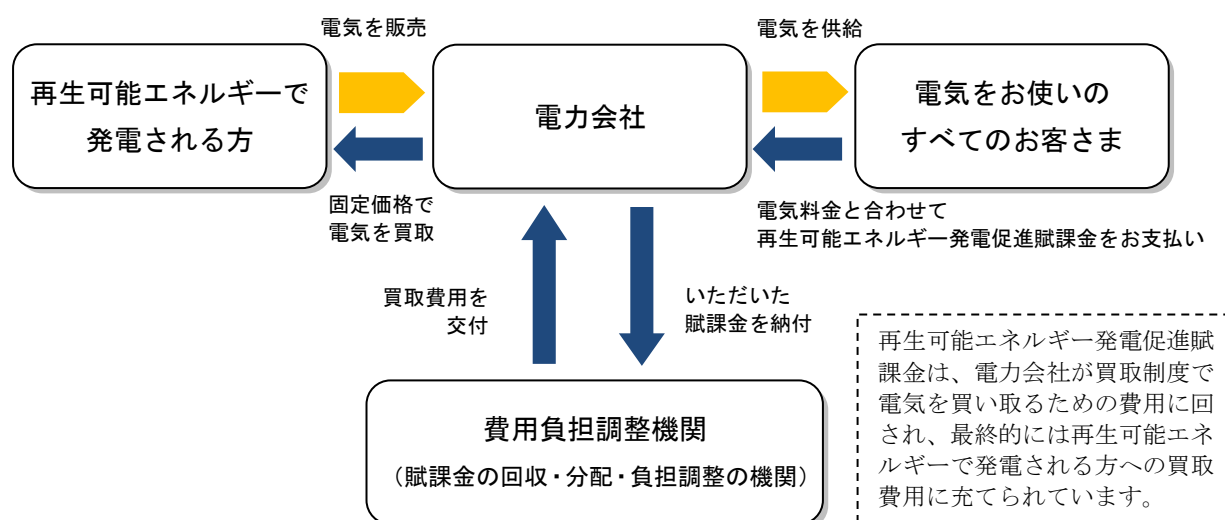 電気を販売
電気を供給
再生可能エネルギーで
発電される方
電力会社
電気をお使いの
すべてのお客さま
固定価格で
電気を買取
電気料金と合わせて
再生可能エネルギー発電促進賦課金をお支払い
買取費用を
交付
いただいた
賦課金を納付
費用負担調整機関
（賦課金の回収・分配・負担調整の機関）
再生可能エネルギー発電促進賦
課金は、電力会社が買取制度で
電気を買い取るための費用に回
され、最終的には再生可能エネ
ルギーで発電される方への買取
費用に充てられています。